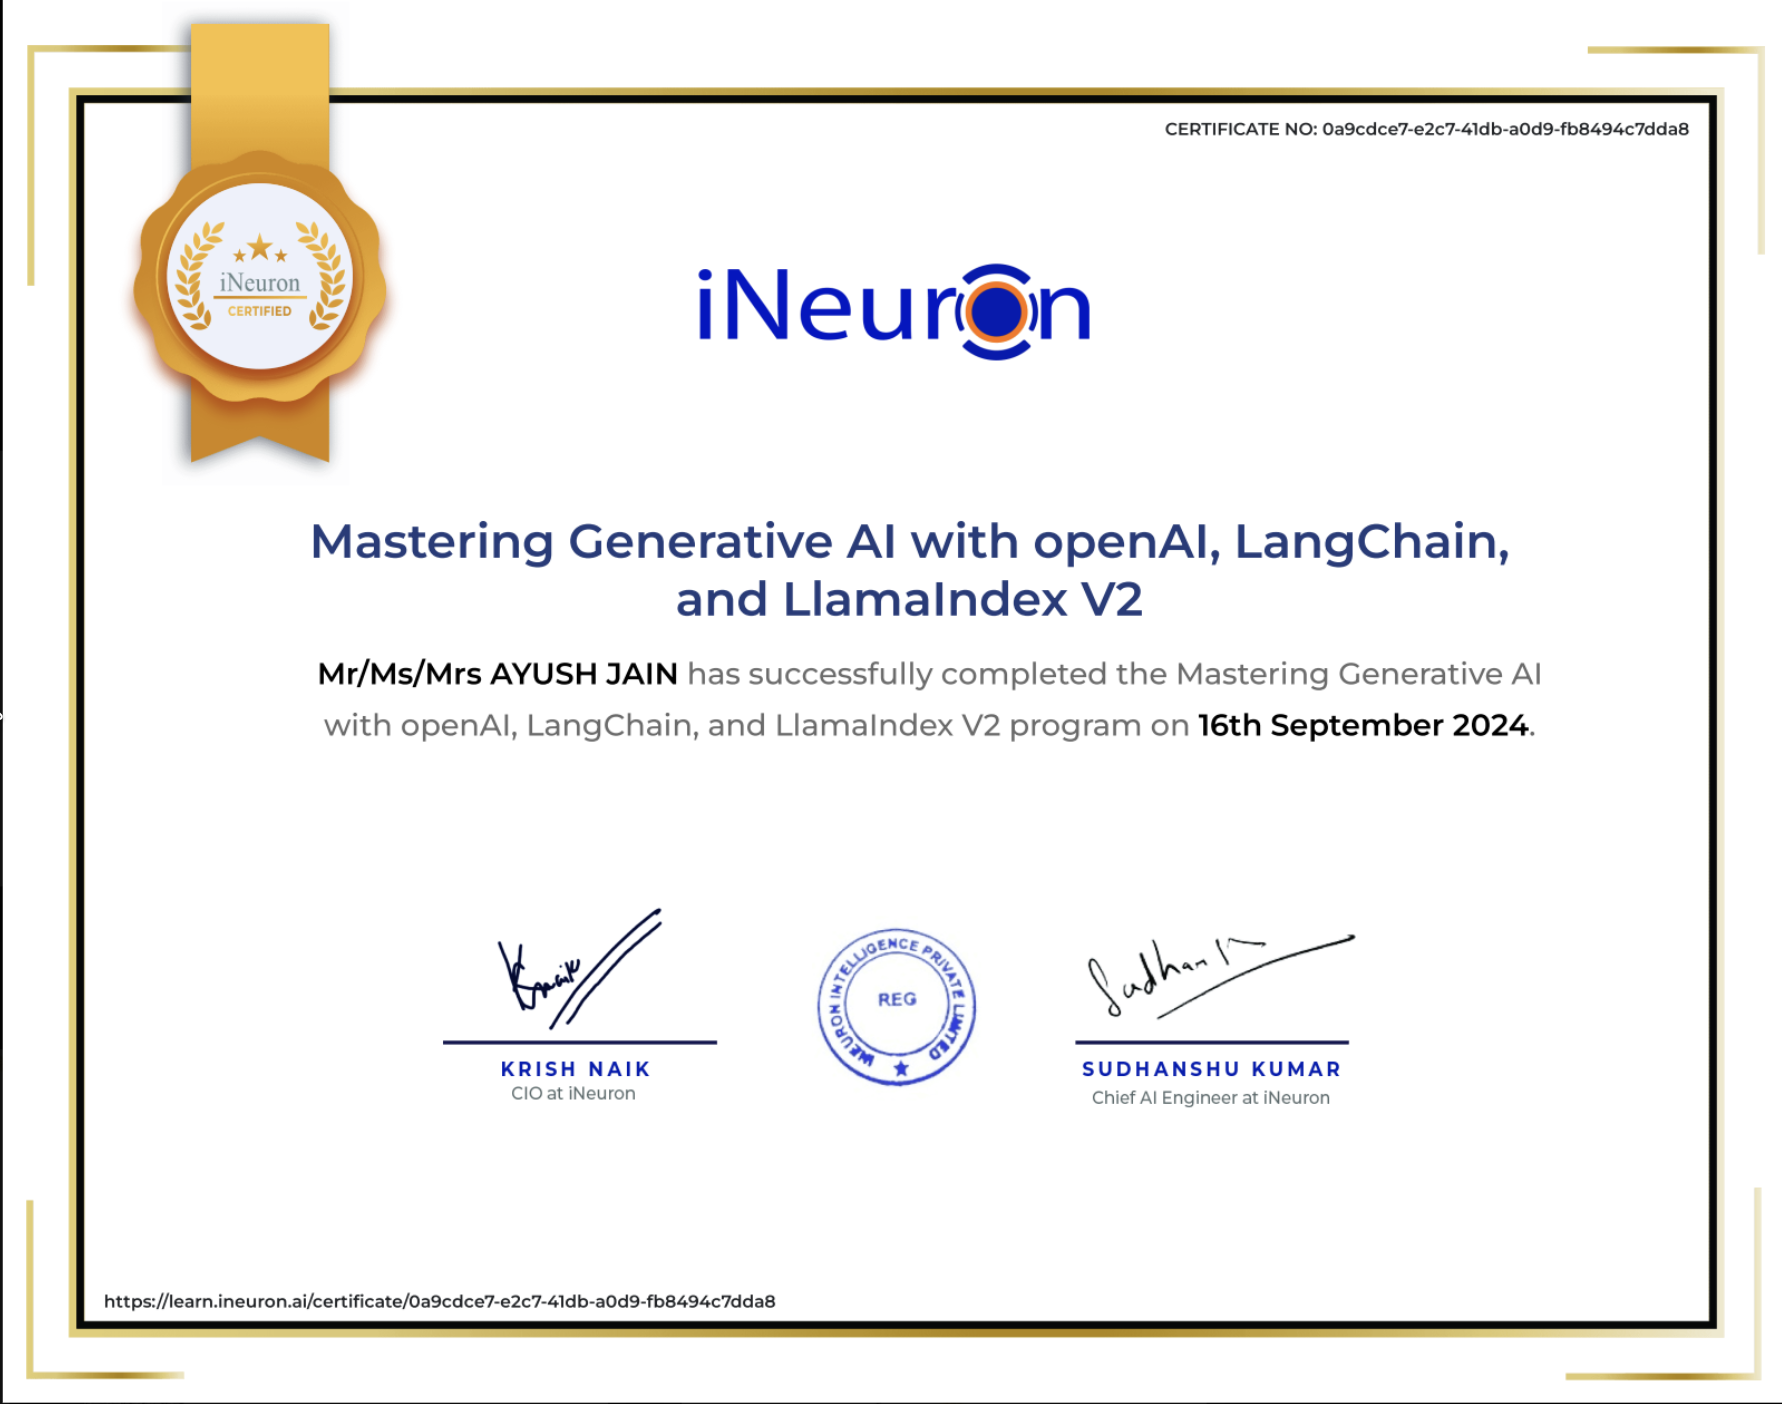 CERTIFICATE NO: 0a9cdce7-e2c7-41db-a0d9-fb8494c7dda8
iNeuron
CERTIFIED
iNeuron
Mastering Generative AI with openAI, LangChain,
and LlamaIndex V2
Mr/Ms/Mrs AYUSH JAIN has successfully completed the Mastering Generative AI
with openAI, LangChain, and LlamaIndex V2 program on 16th September 2024.
INEURON INTELLIGENCE PRIVATE LIMITED
REG
KRISH NAIK
CIO at iNeuron
SUDHANSHU KUMAR
Chief AI Engineer at iNeuron
https://learn.ineuron.ai/certificate/0a9cdce7-e2c7-41db-a0d9-fb8494c7dda8